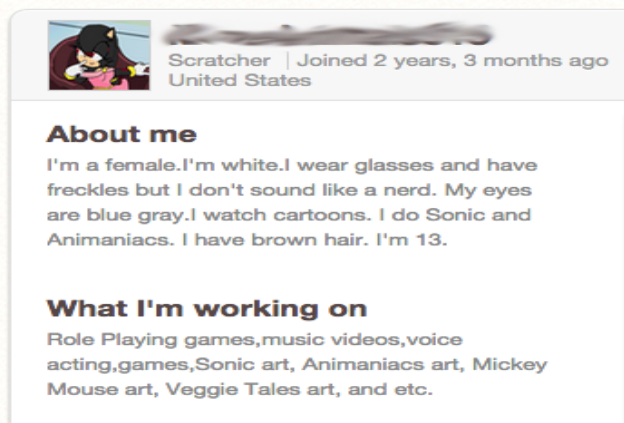 Scratcher | Joined 2 years, 3 months ago
United States
About me
I'm a female.I'm white.I wear glasses and have
freckles but I don't sound like a nerd. My eyes
are blue gray.I watch cartoons. I do Sonic and
Animaniacs. I have brown hair. I'm 13.
What I'm working on
Role Playing games,music videos,voice
acting,games,Sonic art, Animaniacs art, Mickey
Mouse art, Veggie Tales art, and etc.